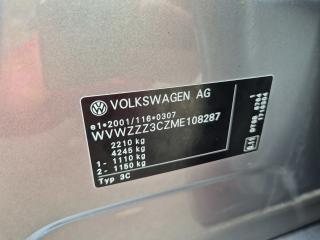 VOLKSWAGEN AG
e1*2001/116*0307
WVWZZZ3CZME108287
2210 kg
4245 kg
1- 1110 kg
2- 1150 kg
Typ 3C